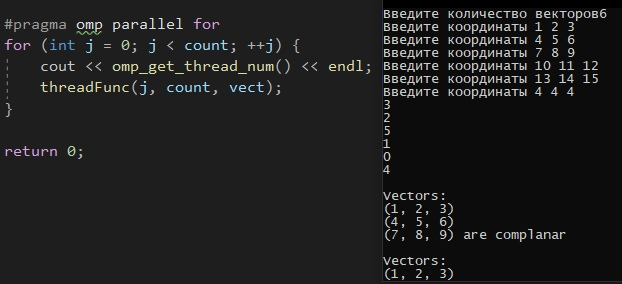 #pragma omp parallel for
for (int j = 0; j < count; ++j) {
cout << omp_get_thread_num() << endl;
threadFunc(j, count, vect);
}
return 0;
Введите количество векторов6
Введите координаты 1 2 3
Введите координаты 4 5 6
Введите координаты 7 8 9
Введите координаты 10 11 12
Введите координаты 13 14 15
Введите координаты 4 4 4
3
2
5
1
0
4
Vectors:
(1, 2, 3)
(4, 5, 6)
(7, 8, 9) are complanar
Vectors:
(1, 2, 3)